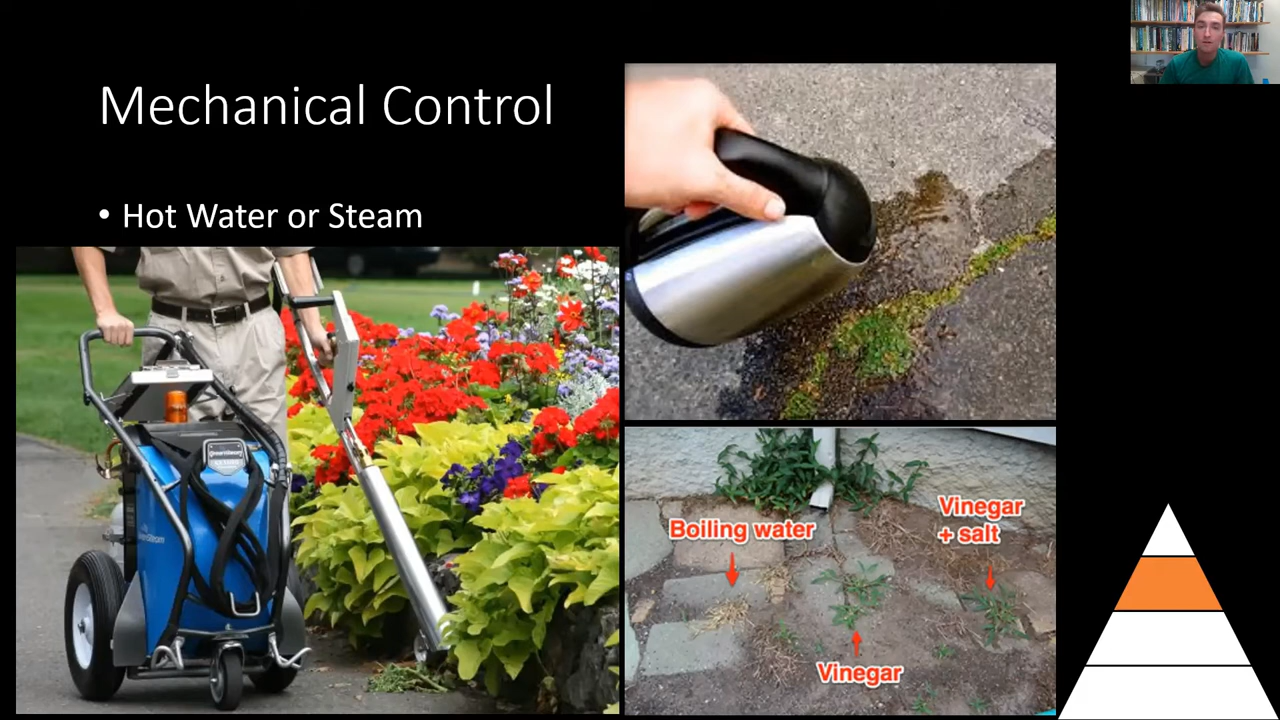 Mechanical Control
• Hot Water or Steam
Boiling water
Vinegar
+ salt
Vinegar